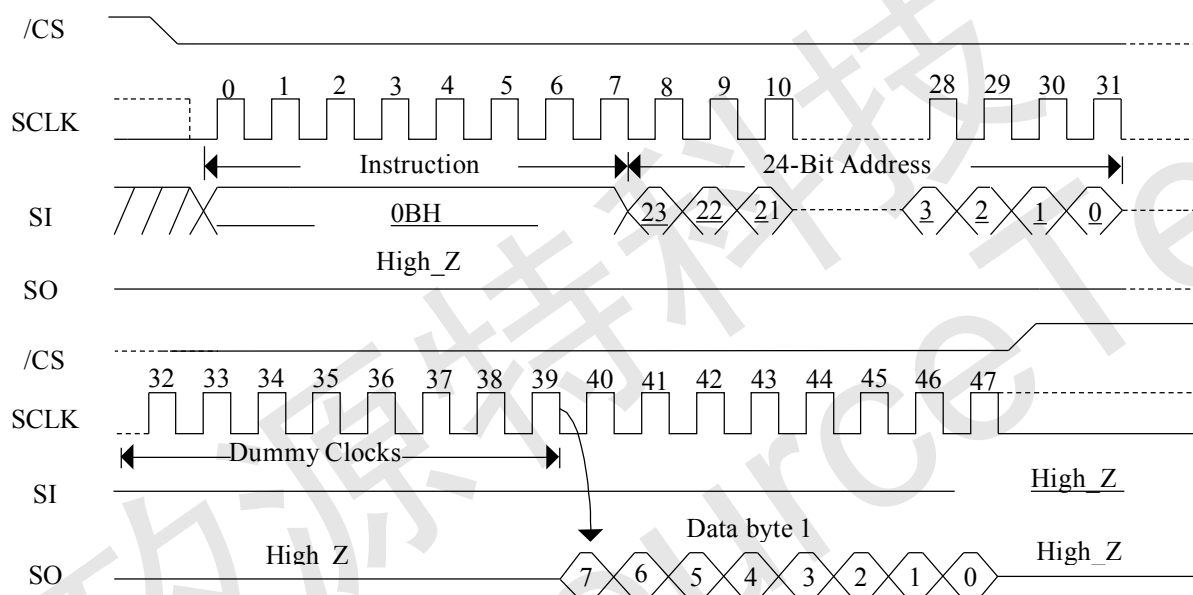 /CS
0 1 2 3 4 5 6 7 8 9 10 28 29 30 31
SCLK
Instruction 24-Bit Address
SI 0BH 23 22 21 3 2 1 0
High_Z
SO
/CS
32 33 34 35 36 37 38 39 40 41 42 43 44 45 46 47
SCLK
Dummy Clocks
SI High_Z
Data byte 1
High_Z High_Z
SO 7 6 5 4 3 2 1 0